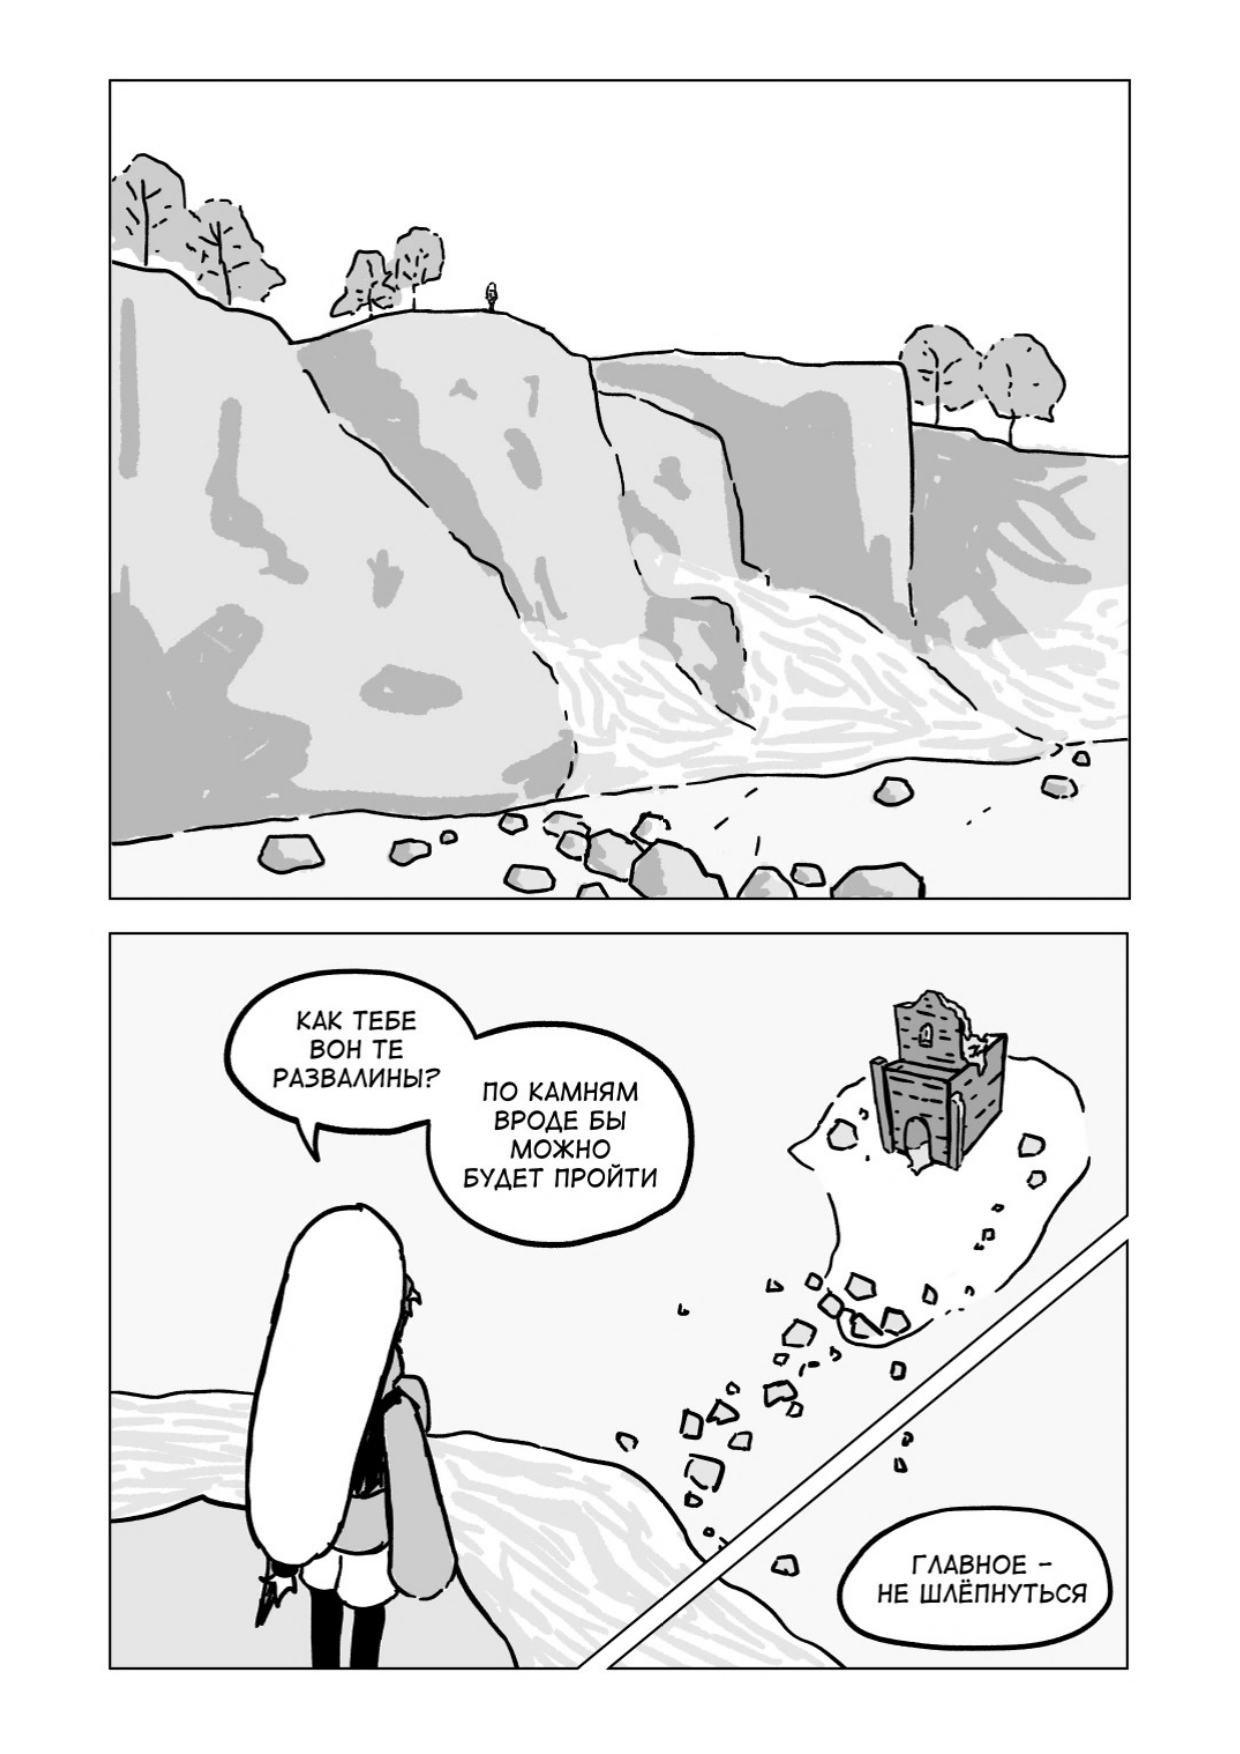 КАК ТЕБЕ
ВОН ТЕ
РАЗВАЛИНЫ?
ПО КАМНЯМ
ВРОДЕ БЫ
МОЖНО
БУДЕТ ПРОЙТИ
ГЛАВНОЕ -
НЕ ШЛЁПНУТЬСЯ